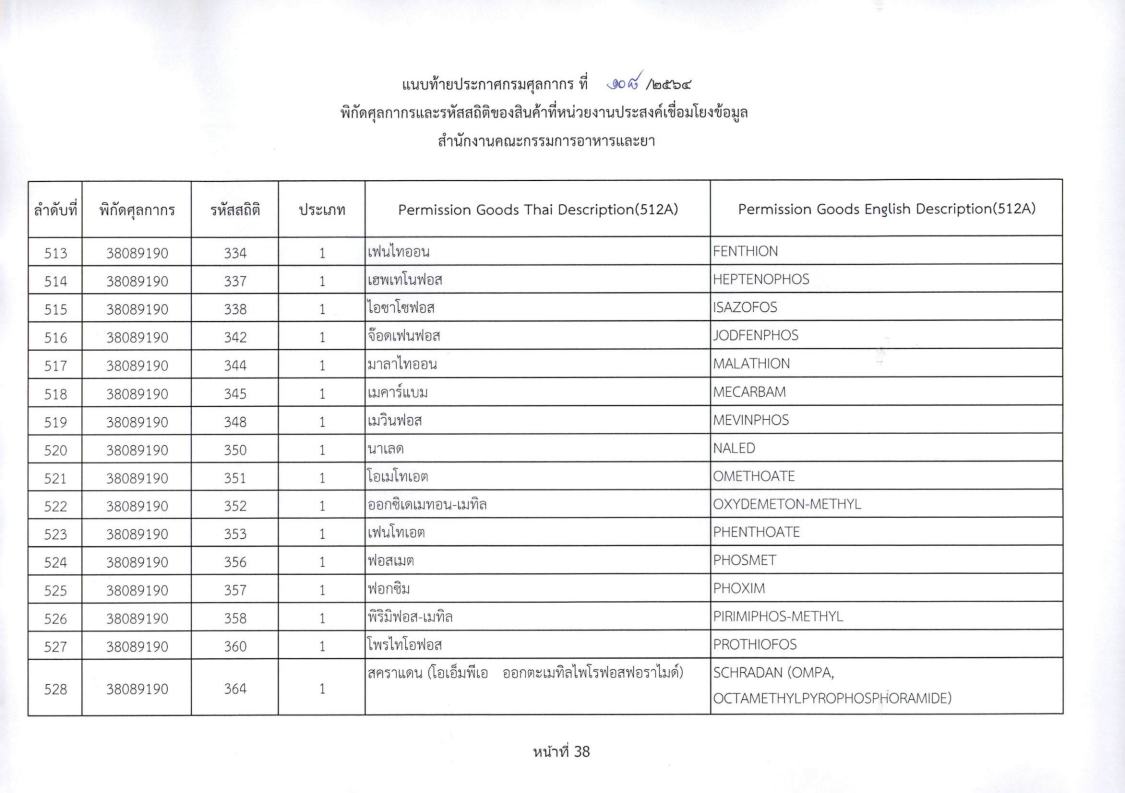 แนบท้ายประกาศกรมศุลกากร ที่ ๑๐๘ /๒๕๖๔
พิกัดศุลกากรและรหัสสถิติของสินค้าที่หน่วยงานประสงค์เชื่อมโยงข้อมูล
สำนักงานคณะกรรมการอาหารและยา
ลำดับที่ พิกัดศุลกากร รหัสสถิติ ประเภท Permission Goods Thai Description(512A) Permission Goods English Description(512A)
513 38089190 334 1 เฟนไทออน FENTHION
514 38089190 337 1 เฮพเทโนฟอส HEPTENOPHOS
515 38089190 338 1 ไอซาโซฟอส ISAZOFOS
516 38089190 342 1 จ๊อดเฟนฟอส JODFENPHOS
517 38089190 344 1 มาลาไทออน MALATHION
518 38089190 345 1 เมคาร์แบม MECARBAM
519 38089190 348 1 เมวินฟอส MEVINPHOS
520 38089190 350 1 นาเลด NALED
521 38089190 351 1 โอเมโทเอต OMETHOATE
522 38089190 352 1 ออกซิเดเมทอน-เมทิล OXYDEMETON-METHYL
523 38089190 353 1 เฟนโทเอต PHENTHOATE
524 38089190 356 1 ฟอสเมต PHOSMET
525 38089190 357 1 ฟอกซิม PHOXIM
526 38089190 358 1 พิริมิฟอส-เมทิล PIRIMIPHOS-METHYL
527 38089190 360 1 โพรไทโอฟอส PROTHIOFOS
528 38089190 364 1 สคราแดน (โอเอ็มพีเอ ออกตะเมทิลไพโรฟอสฟอราไมด์) SCHRADAN (OMPA,
OCTAMETHYLPYROPHOSPHORAMIDE)
หน้าที่ 38